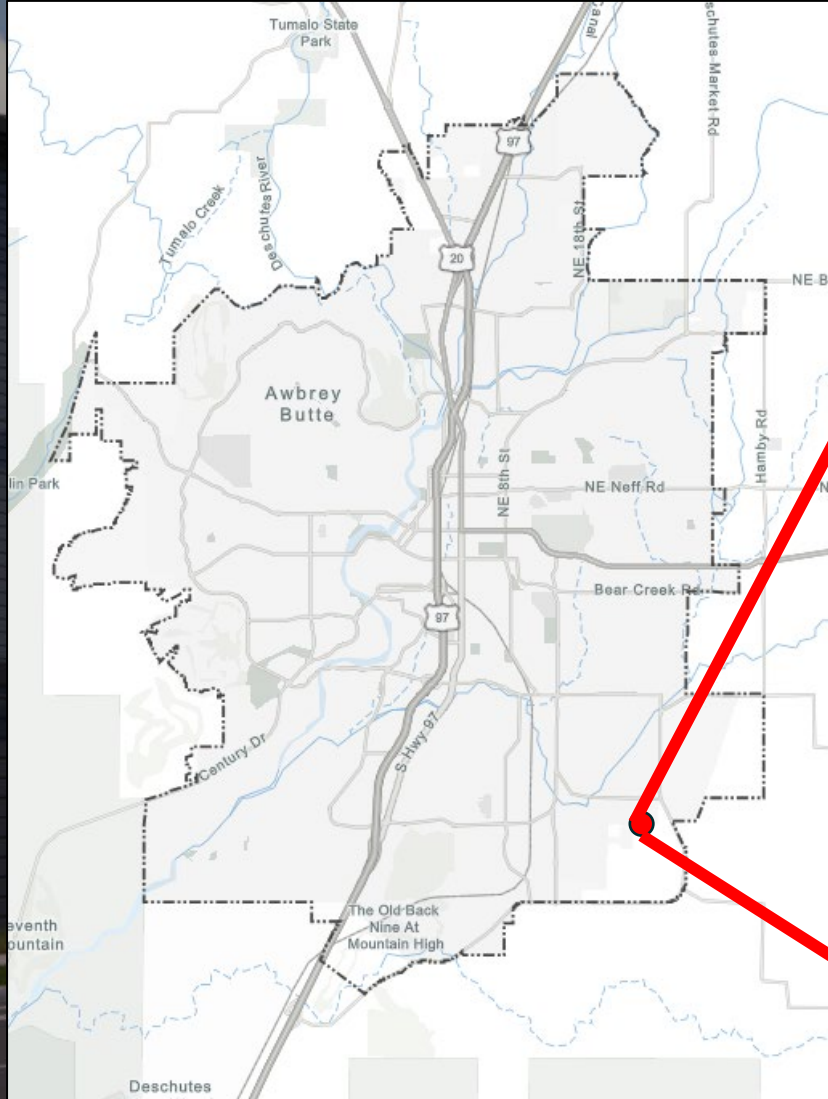 Tumalo State
Park
Canal
schutes-Market Rd
97
Deschutes River
Tumalo Creek
NE 18th St
20
NE B
Awbrey
Butte
Hamby Rd
lin Park
NE 8th St
NE Neff Rd
N
Bear Creek Rd
97
S Hwy 97
Century Dr
The Old Back
Nine At
Mountain High
eventh
ountain
Deschutes